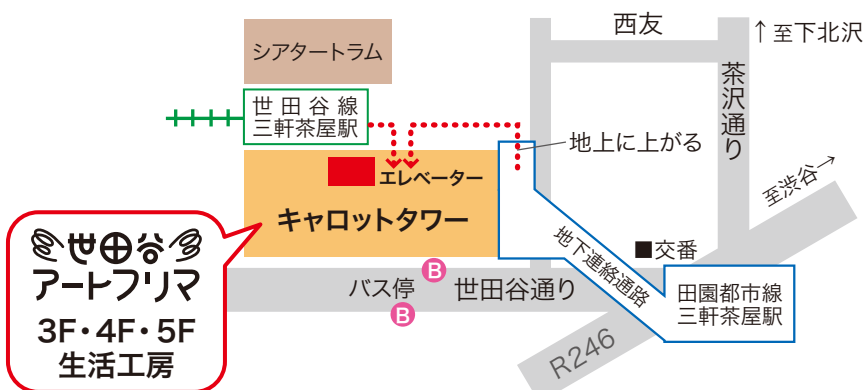 西友
↑至下北沢
シアタートラム
茶沢通り
世田谷線
三軒茶屋駅
地上に上がる
エレベーター
至渋谷→
キャロットタワー
世田谷
アートフリマ
3F・4F・5F
生活工房
地下連絡通路
■交番
B
バス停
世田谷通り
B
田園都市線
三軒茶屋駅
R246